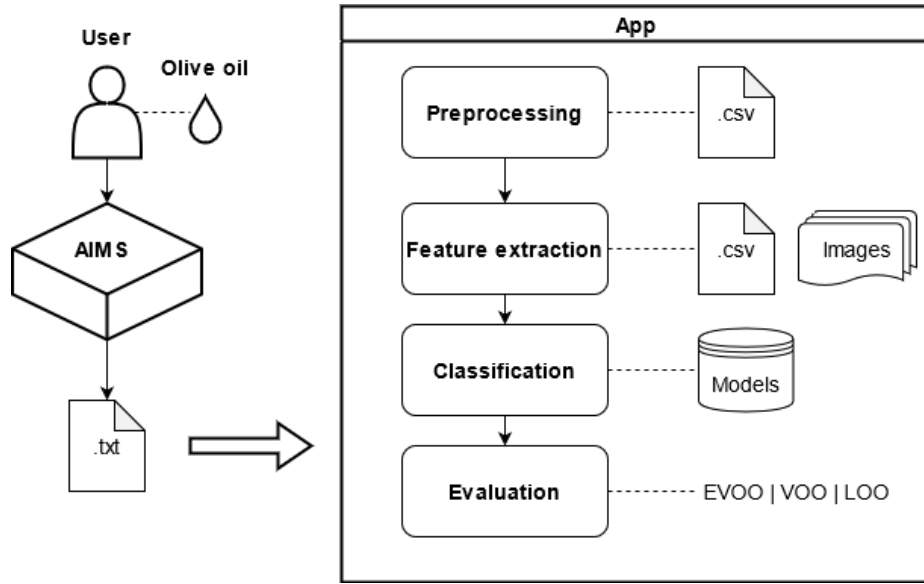 User
Olive oil
AIMS
.txt
App
Preprocessing
.csv
Feature extraction
.csv
Images
Classification
Models
Evaluation
EVOO | VOO | LOO